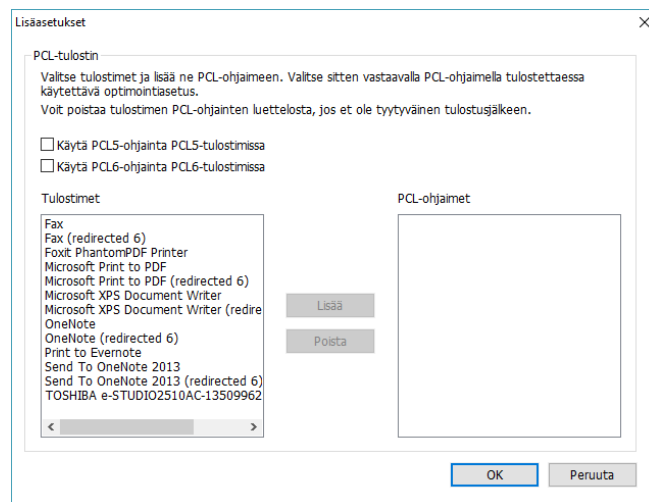 Lisäasetukset
PCL-tulostin
Valitse tulostimet ja lisää ne PCL-ohjaimeen. Valitse sitten vastaavalla PCL-ohjaimella tulostettaessa
käytettävä optimointiasetus.
Voit poistaa tulostimen PCL-ohjainten luettelosta, jos et ole tyytyväinen tulostusjälkeen.
Käytä PCL5-ohjainta PCL5-tulostimissa
Käytä PCL6-ohjainta PCL6-tulostimissa
Tulostimet
PCL-ohjaimet
Fax
Fax (redirected 6)
Foxit PhantomPDF Printer
Microsoft Print to PDF
Microsoft Print to PDF (redirected 6)
Microsoft XPS Document Writer
Microsoft XPS Document Writer (redire
OneNote
OneNote (redirected 6)
Print to Evernote
Send To OneNote 2013
Send To OneNote 2013 (redirected 6)
TOSHIBA e-STUDIO2510AC-13509962
Lisää
Poista
OK
Peruuta